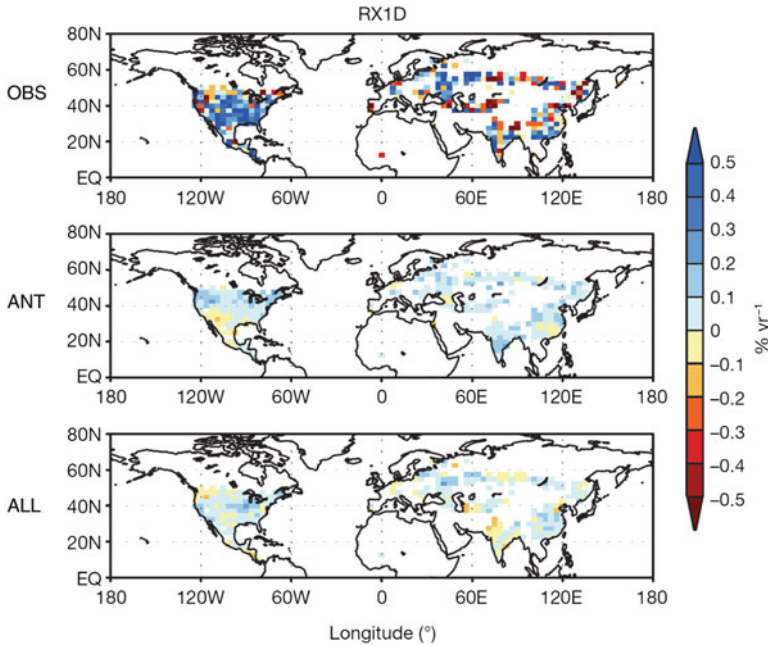 RX1D
OBS
80N
60N
40N
20N
EQ
180 120W 60W 0 60E 120E 180
ANT
80N
60N
40N
20N
EQ
180 120W 60W 0 60E 120E 180
ALL
80N
60N
40N
20N
EQ
180 120W 60W 0 60E 120E 180
Longitude (°)
0.5
0.4
0.3
0.2
0.1
0
–0.1
–0.2
–0.3
–0.4
–0.5
% yr⁻¹